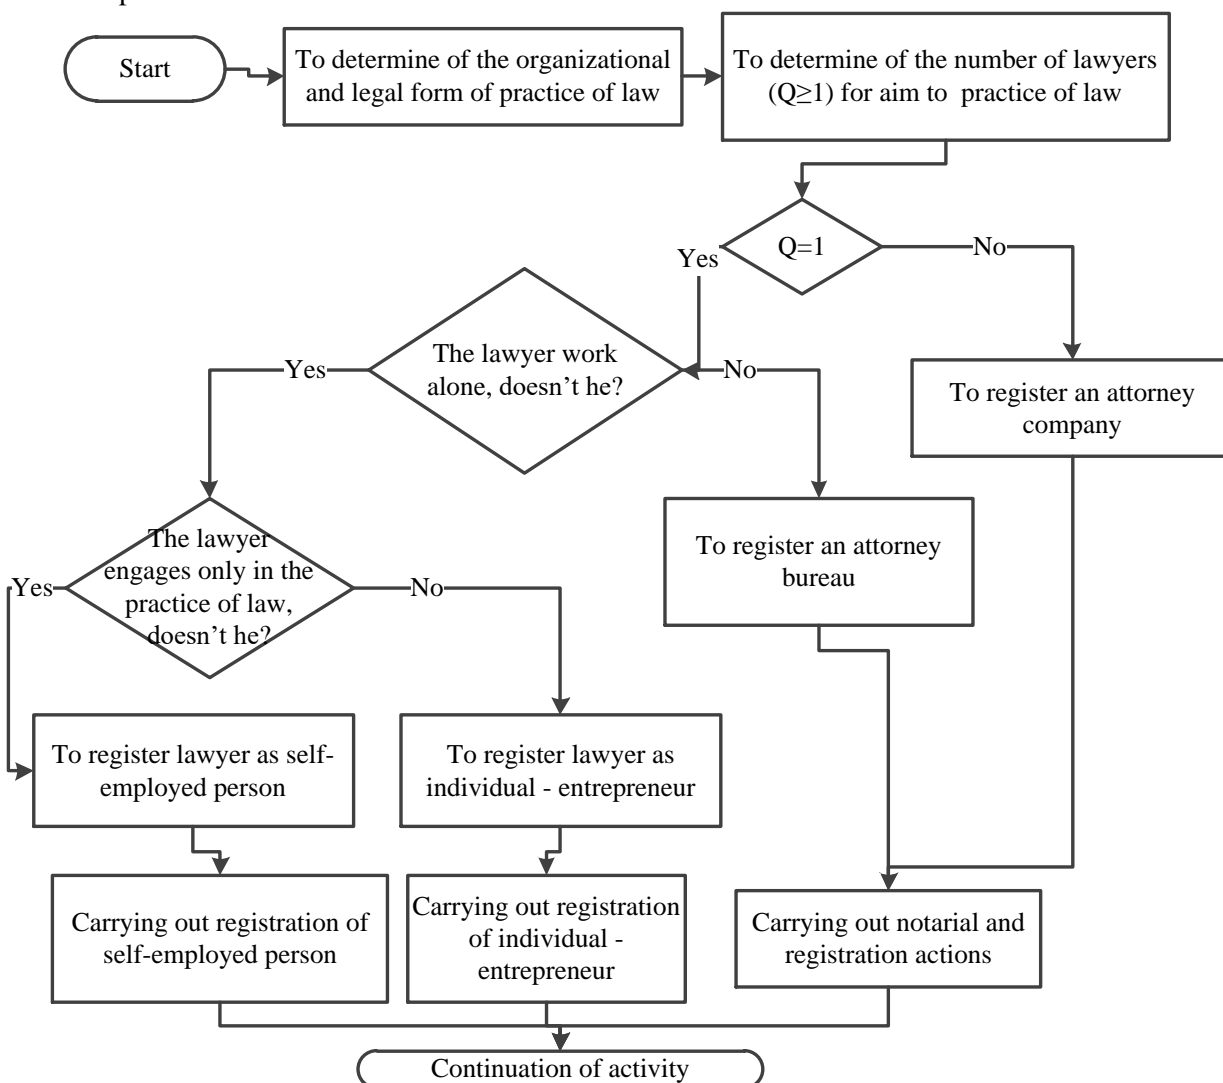 Start
To determine of the organizational
and legal form of practice of law
To determine of the number of lawyers
(Q≥1) for aim to practice of law
Q=1
Yes
No
The lawyer work
alone, doesn’t he?
Yes
No
To register an attorney
company
The lawyer
engages only in the
practice of law,
doesn’t he?
Yes
No
To register an attorney
bureau
To register lawyer as self-
employed person
To register lawyer as
individual - entrepreneur
Carrying out registration of
self-employed person
Carrying out registration
of individual -
entrepreneur
Carrying out notarial and
registration actions
Continuation of activity